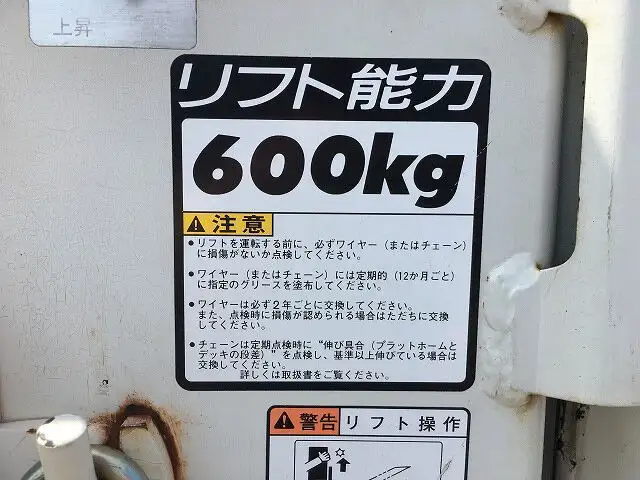 上昇
リフト能力
600kg
注意
●リフトを運転する前に、必ずワイヤー（またはチェーン）
に損傷がないか点検してください。
●ワイヤー（またはチェーン）には定期的（12か月ごと）
に指定のグリースを塗布してください。
●ワイヤーは必ず2年ごとに交換してください。
また、点検時に損傷が認められる場合はただちに交換
してください。
●チェーンは定期点検時に“伸び具合（プラットホームと
デッキの段差）”を点検し、基準以上伸びている場合は
交換してください。
詳しくは取扱書をご覧ください。
警告 リフト操作